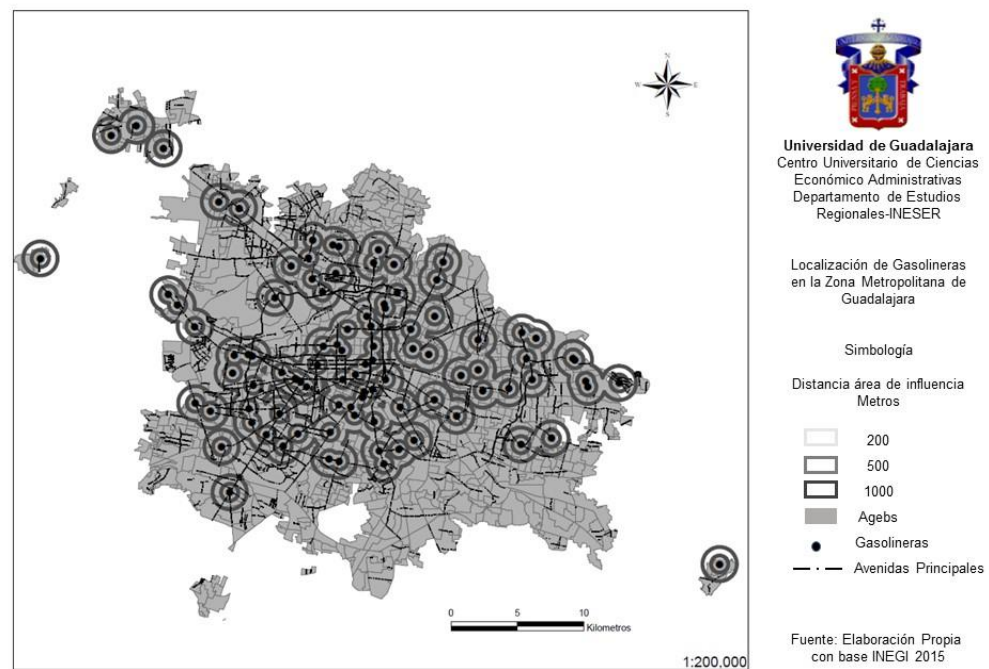 N
W
E
S
0
5
10
Kilometros
1:200,000
Universidad de Guadalajara
Centro Universitario de Ciencias
Económico Administrativas
Departamento de Estudios
Regionales-INESER
Localización de Gasolineras
en la Zona Metropolitana de
Guadalajara
Simbología
Distancia área de influencia
Metros
200
500
1000
Agebs
Gasolineras
Avenidas Principales
Fuente: Elaboración Propia
con base INEGI 2015